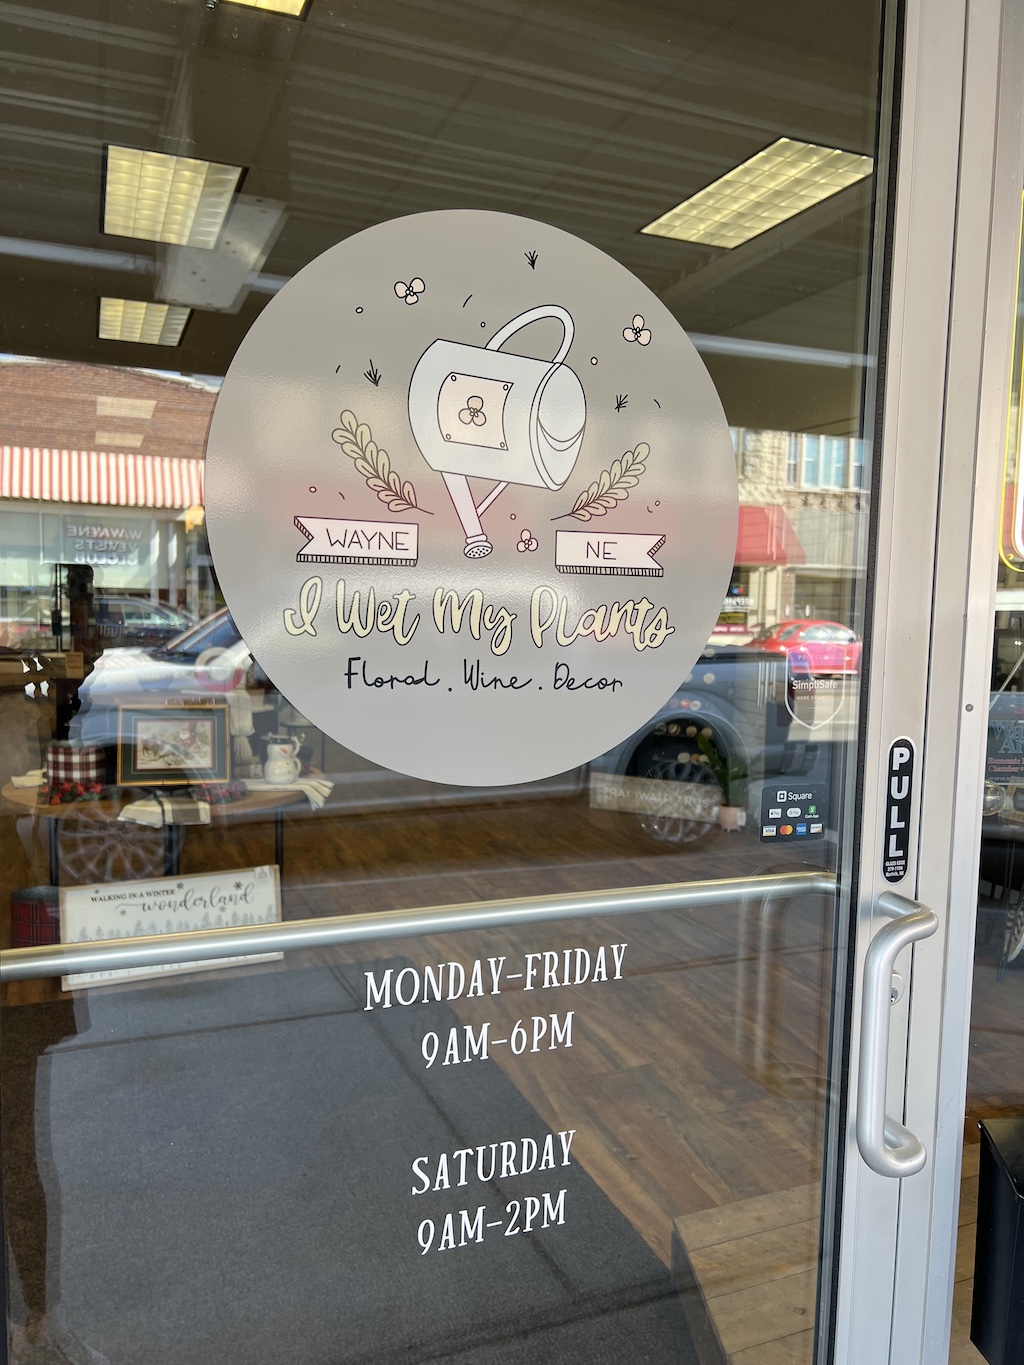 WAYNE
NE
I Wet My Plants
Floral . Wine . Decor
SimpliSafe
Square
VISA
PULL
WALKING IN A WINTER
wonderland
MONDAY-FRIDAY
9AM-6PM
SATURDAY
9AM-2PM